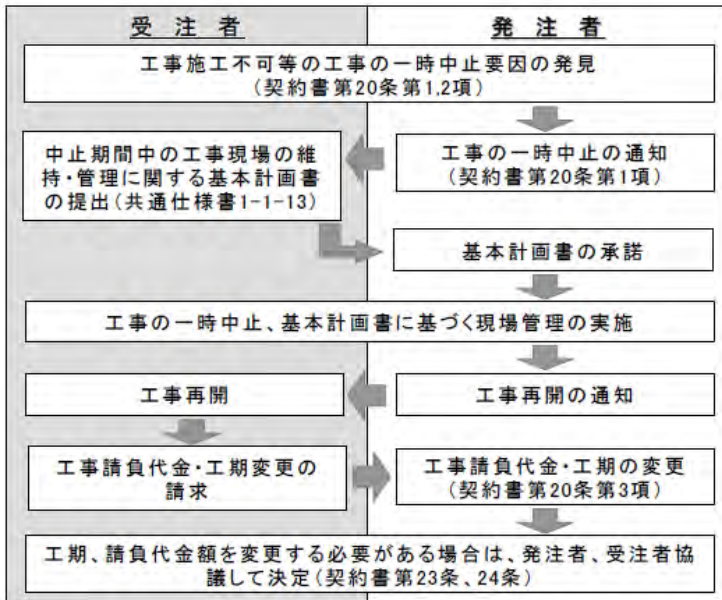 受注者
発注者
工事施工不可等の工事の一時中止要因の発見
(契約書第20条第1,2項)
工事の一時中止の通知
(契約書第20条第1項)
中止期間中の工事現場の維
持・管理に関する基本計画書
の提出(共通仕様書1-1-13)
基本計画書の承諾
工事の一時中止、基本計画書に基づく現場管理の実施
工事再開の通知
工事再開
工事請負代金・工期変更の
請求
工事請負代金・工期の変更
(契約書第20条第3項)
工期、請負代金額を変更する必要がある場合は、発注者、受注者協
議して決定(契約書第23条、24条)